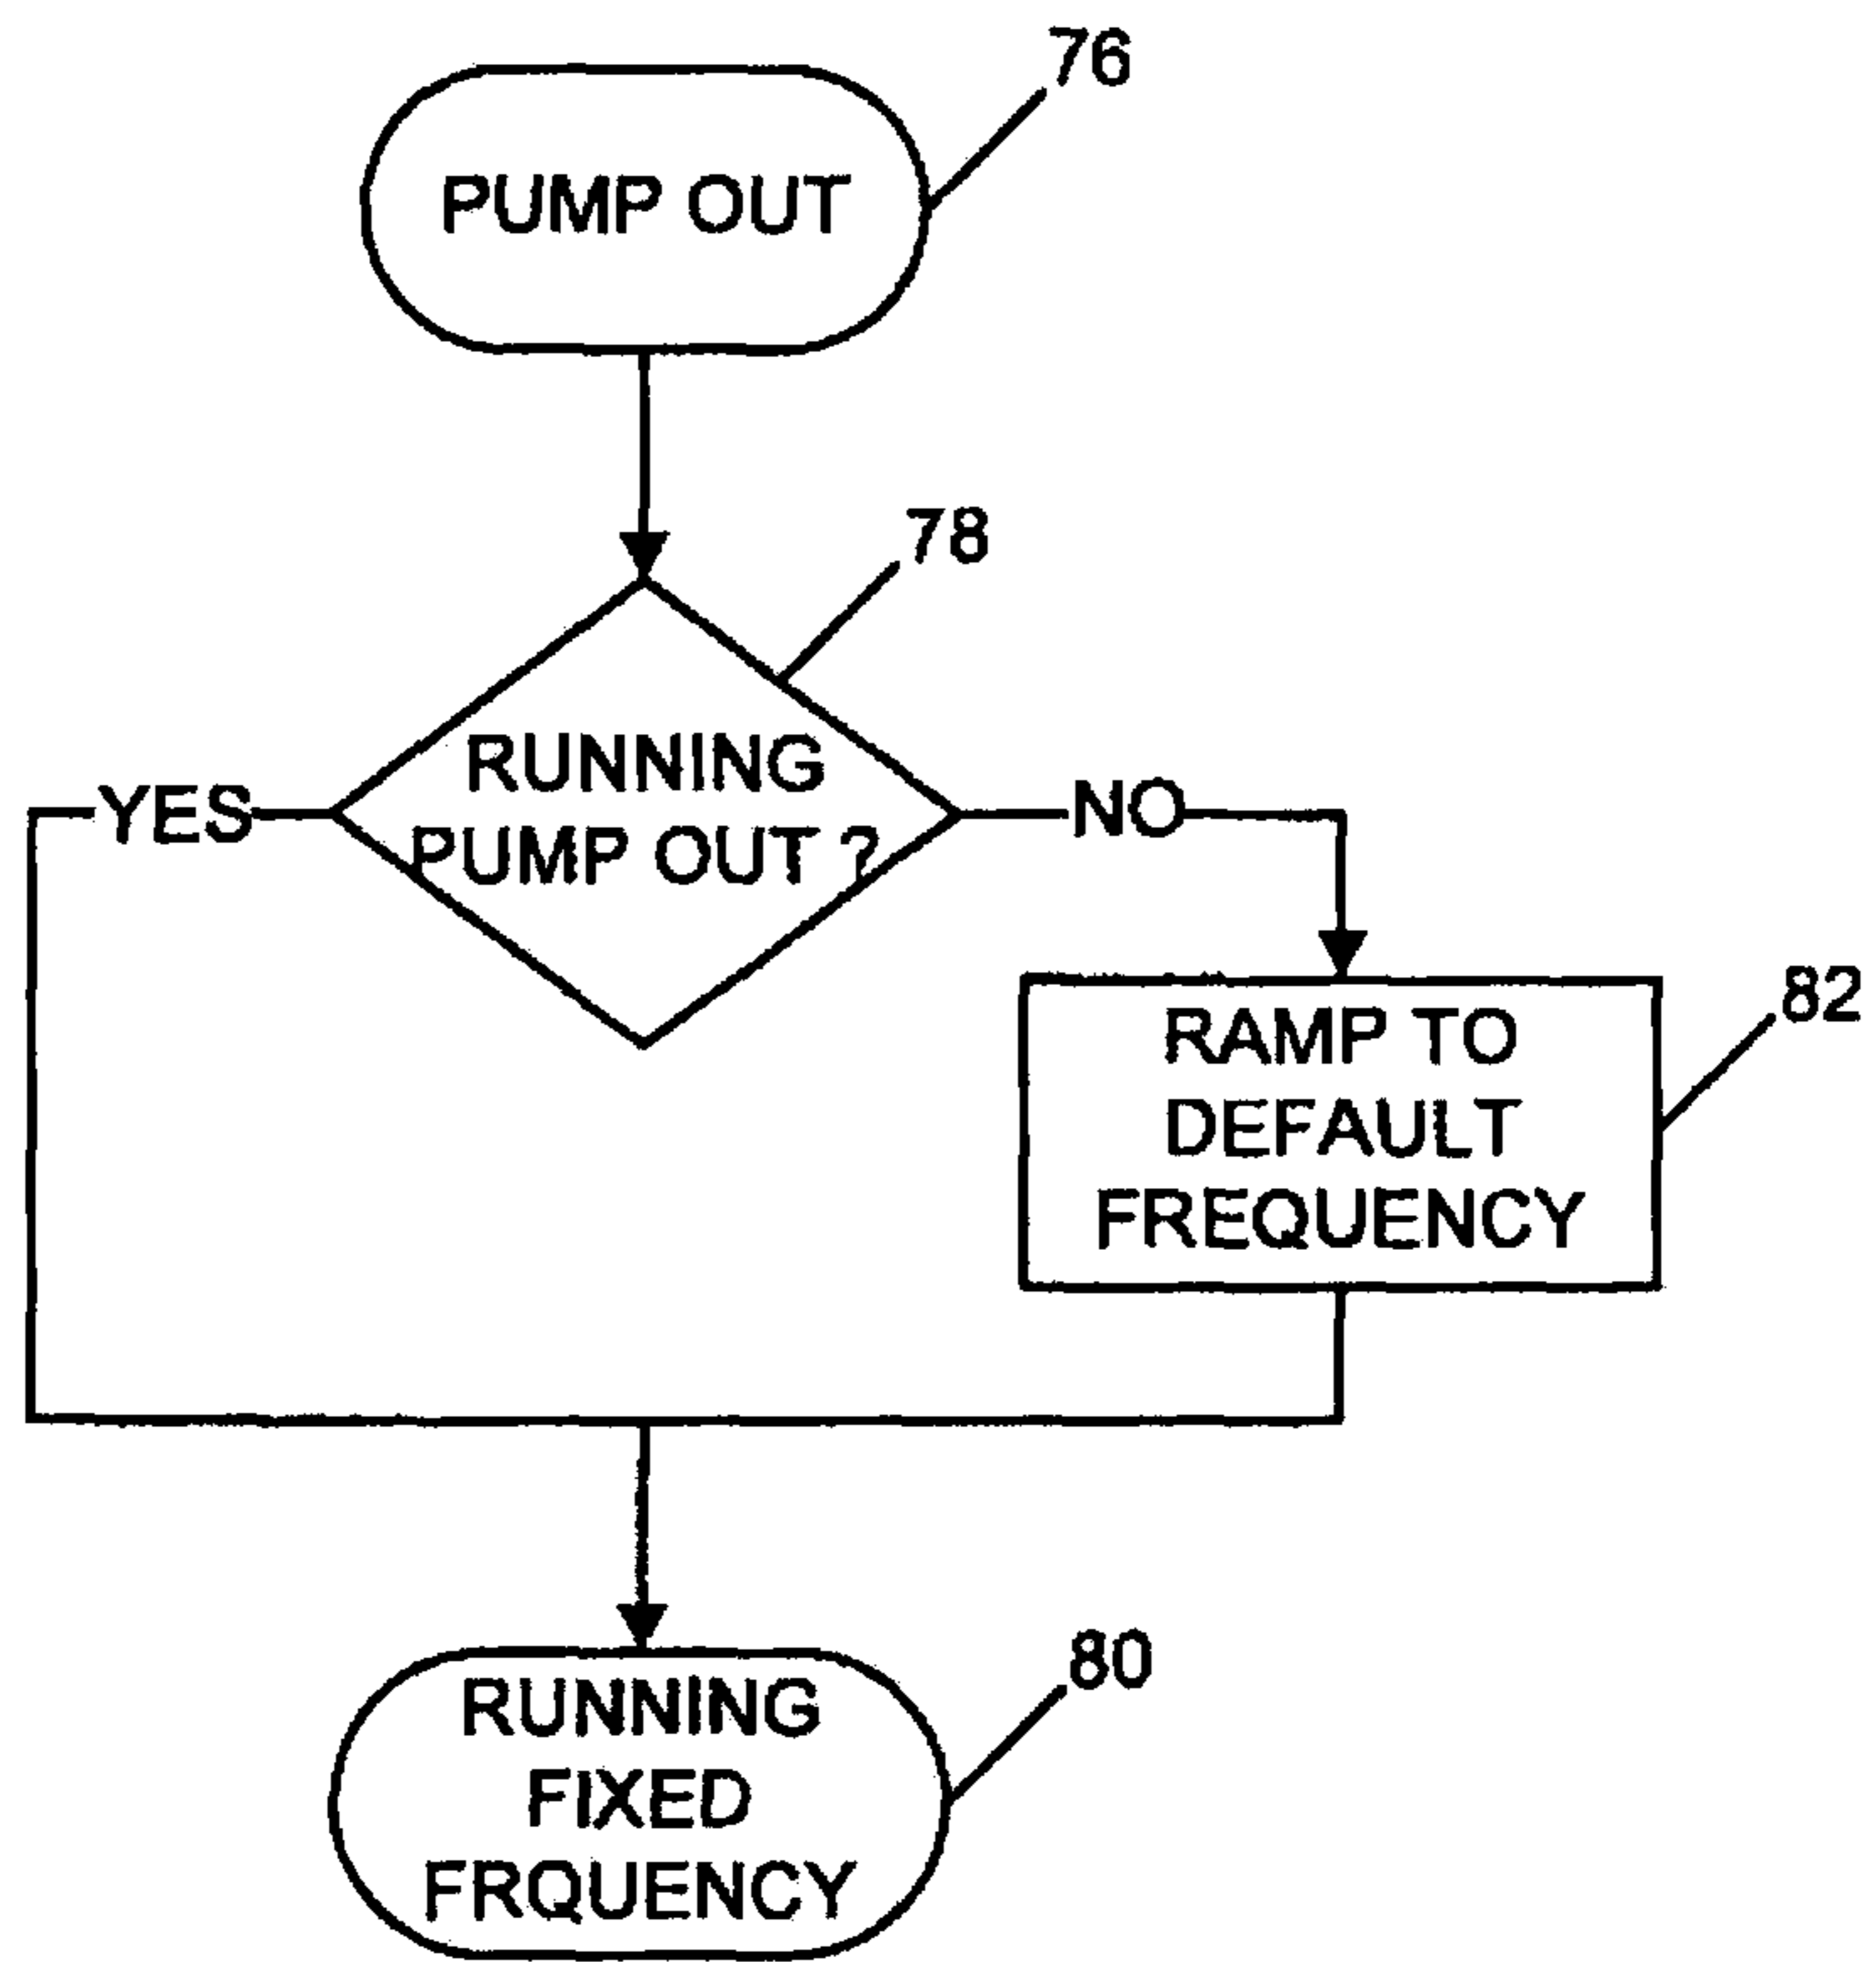 76
PUMP OUT
78
RUNNING
PUMP OUT ?
YES
NO
82
RAMP TO
DEFAULT
FREQUENCY
80
RUNNING
FIXED
FRQUENCY